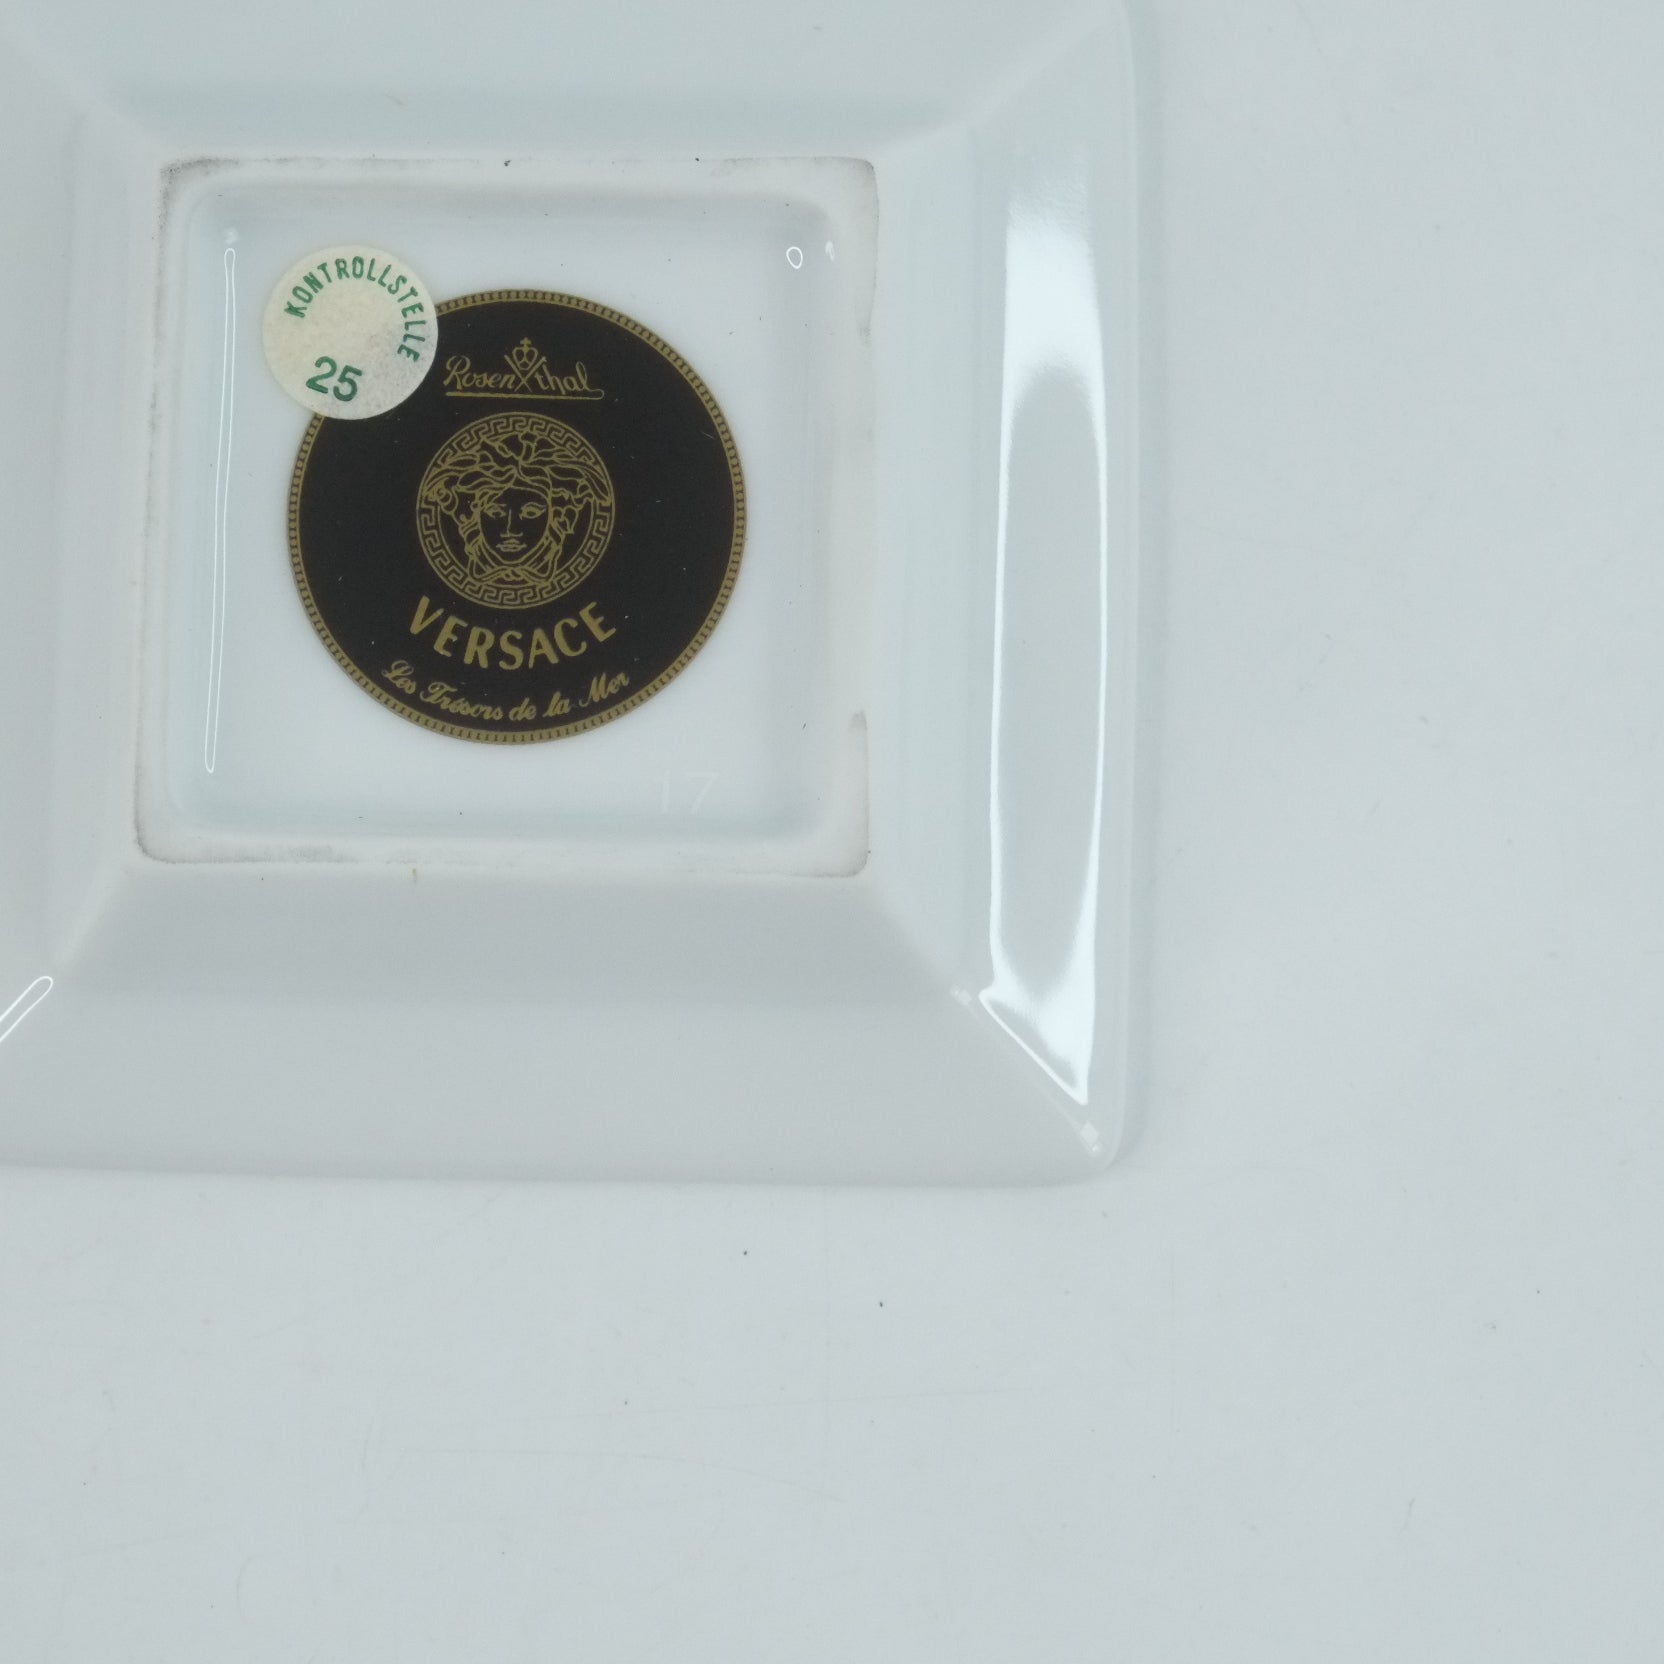 KONTROLLSTELLE
25
Rosenthal
VERSACE
Les Trésors de la Mer
17